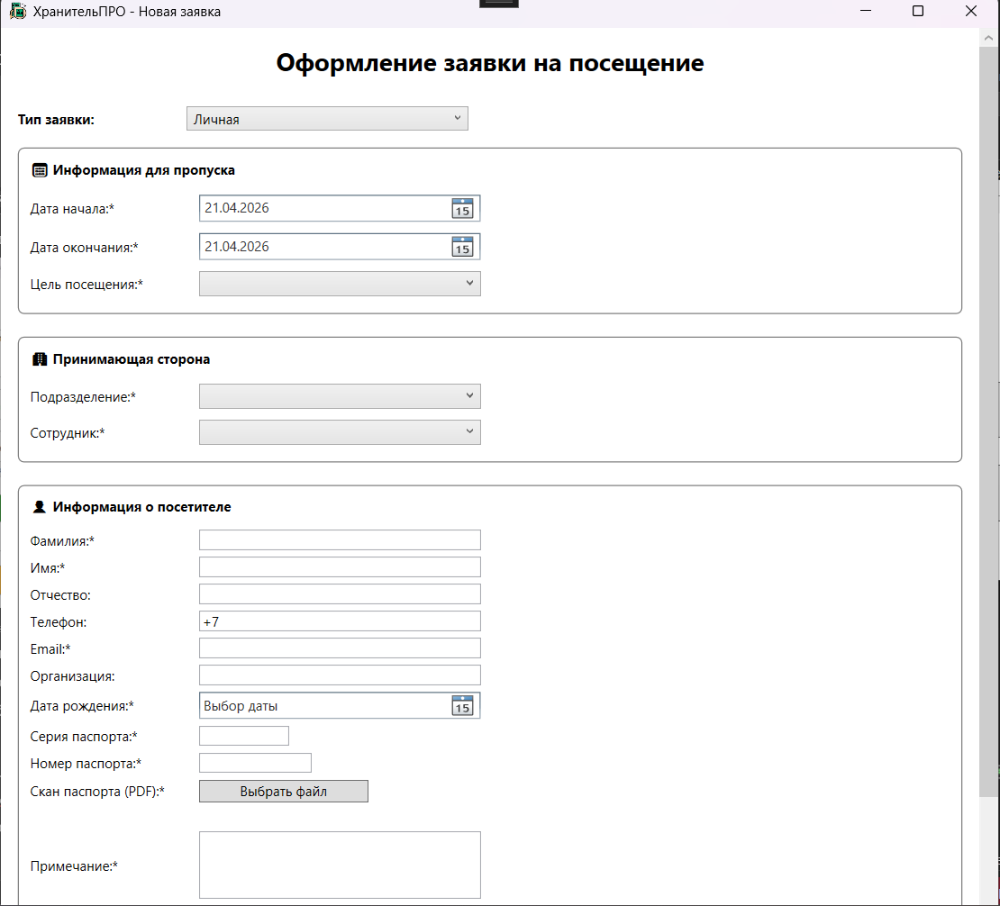 ХранительПРО - Новая заявка
Оформление заявки на посещение
Тип заявки: Личная
Информация для пропуска
Дата начала:* 21.04.2026 15
Дата окончания:* 21.04.2026 15
Цель посещения:*
Принимающая сторона
Подразделение:*
Сотрудник:*
Информация о посетителе
Фамилия:*
Имя:*
Отчество:
Телефон: +7
Email:*
Организация:
Дата рождения:* Выбор даты 15
Серия паспорта:*
Номер паспорта:*
Скан паспорта (PDF):* Выбрать файл
Примечание:*